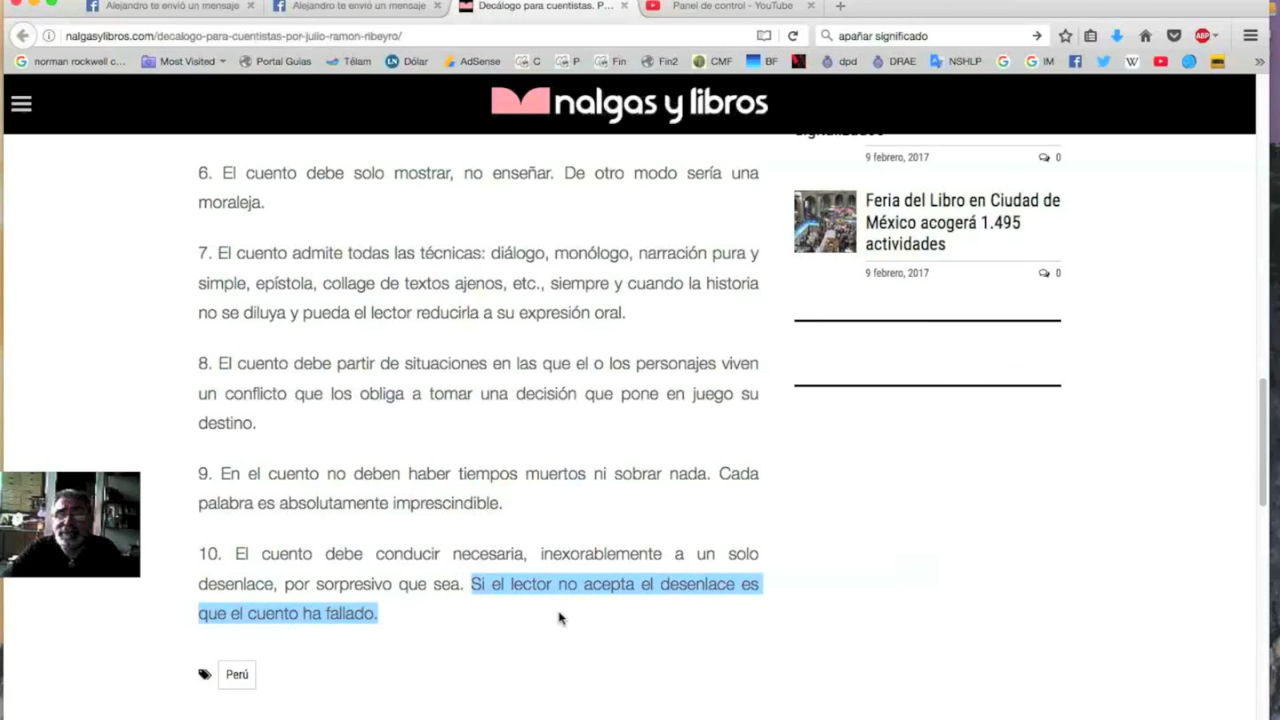 Alejandro te envió un mensaje
Alejandro te envió un mensaje
Decálogo para cuentistas. P...
Panel de control - YouTube
nalgasylibros.com/decalogo-para-cuentistas-por-julio-ramon-ribeyro/
apañar significado
ABP
norman rockwell c...
Most Visited
Portal Guias
Télam
Dólar
AdSense
C
P
Fin
Fin2
CMF
BF
dpd
DRAE
NSHLP
IM
nalgas y libros
6. El cuento debe solo mostrar, no enseñar. De otro modo sería una
moraleja.
7. El cuento admite todas las técnicas: diálogo, monólogo, narración pura y
simple, epístola, collage de textos ajenos, etc., siempre y cuando la historia
no se diluya y pueda el lector reducirla a su expresión oral.
8. El cuento debe partir de situaciones en las que el o los personajes viven
un conflicto que los obliga a tomar una decisión que pone en juego su
destino.
9. En el cuento no deben haber tiempos muertos ni sobrar nada. Cada
palabra es absolutamente imprescindible.
10. El cuento debe conducir necesaria, inexorablemente a un solo
desenlace, por sorpresivo que sea. Si el lector no acepta el desenlace es
que el cuento ha fallado.
Perú
9 febrero, 2017
0
Feria del Libro en Ciudad de
México acogerá 1.495
actividades
9 febrero, 2017
0